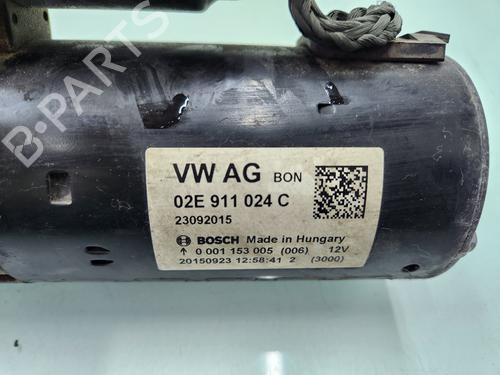 B-PARTS
VW AG BON
02E 911 024 C
23092015
BOSCH Made in Hungary
0 001 153 005 (006) 12V
20150923 12:58:41 2 (3000)